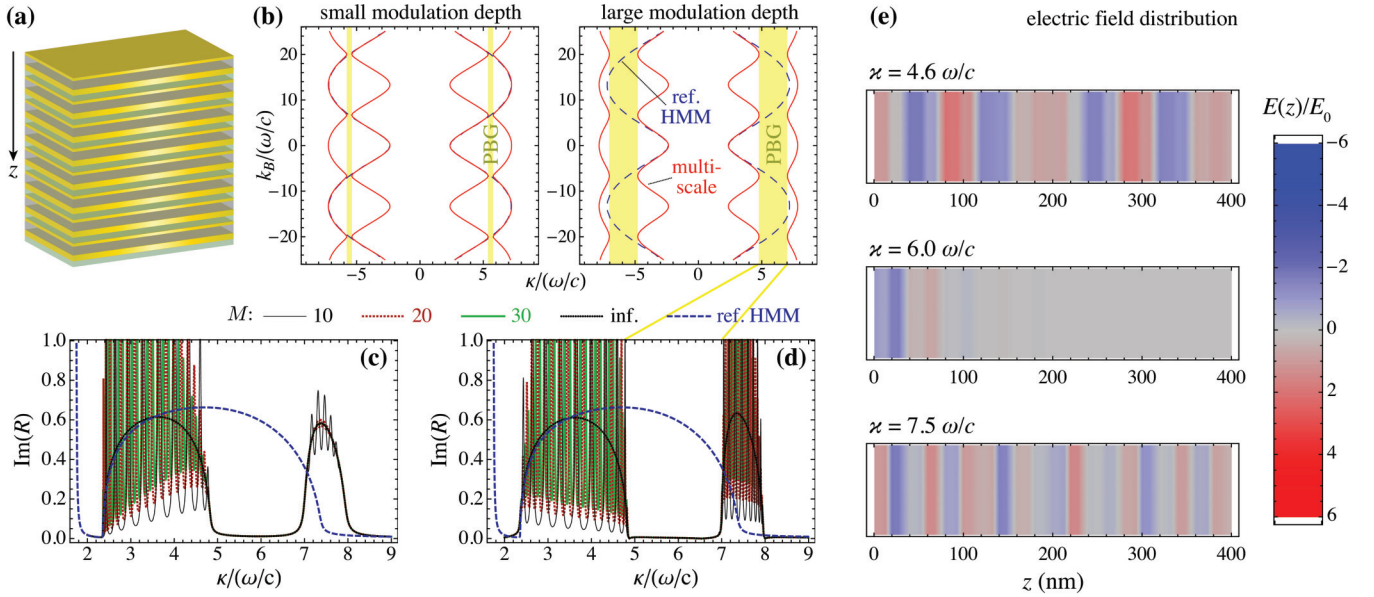 (a)
z
(b)
small modulation depth
large modulation depth
k_B/(ω/c)
20
10
0
−10
−20
PBG
−5
0
5
κ/(ω/c)
20
10
0
−10
−20
ref.
HMM
multi-
scale
PBG
−5
0
5
κ/(ω/c)
M: 10 20 30 inf. ref. HMM
(c)
Im(R)
1.0
0.8
0.6
0.4
0.2
0.0
2 3 4 5 6 7 8 9
κ/(ω/c)
(d)
Im(R)
1.0
0.8
0.6
0.4
0.2
0.0
2 3 4 5 6 7 8 9
κ/(ω/c)
(e)
electric field distribution
ϰ = 4.6 ω/c
0 100 200 300 400
ϰ = 6.0 ω/c
0 100 200 300 400
ϰ = 7.5 ω/c
0 100 200 300 400
z (nm)
E(z)/E_0
−6
−4
−2
0
2
4
6